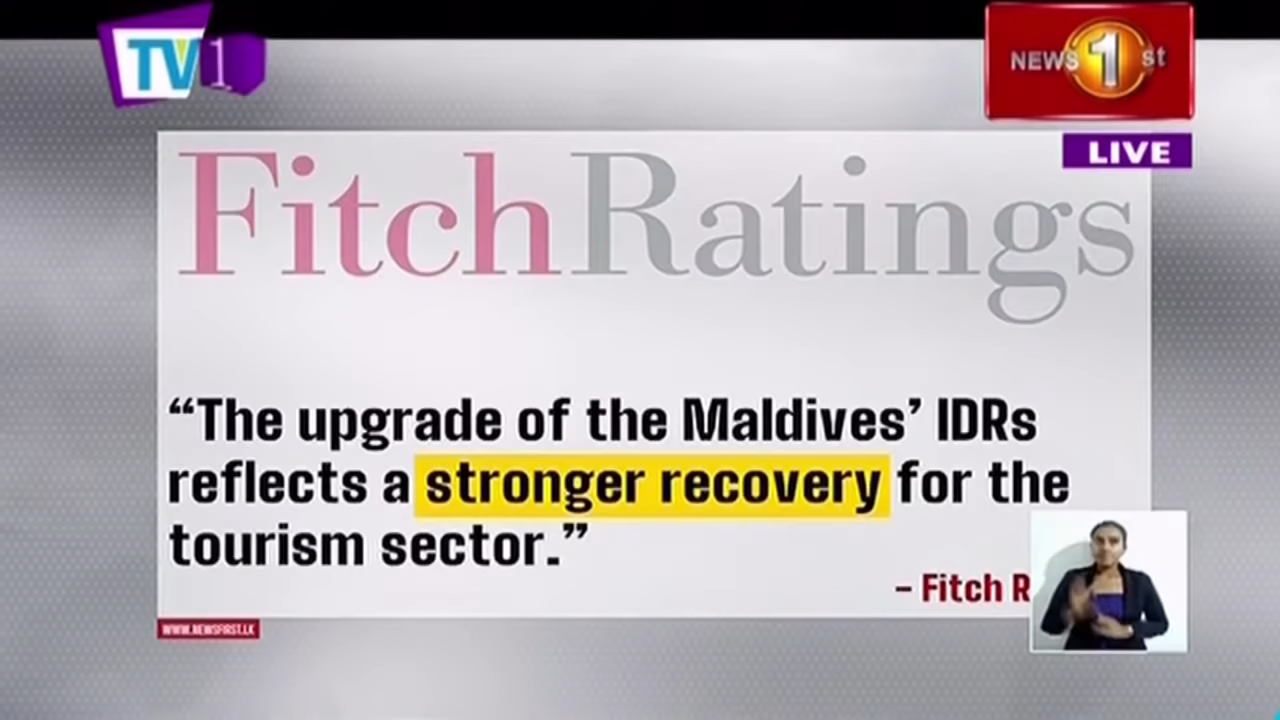 TV1
NEWS 1st
LIVE
FitchRatings
“The upgrade of the Maldives’ IDRs
reflects a stronger recovery for the
tourism sector.”
– Fitch R
WWW.NEWSFIRST.LK